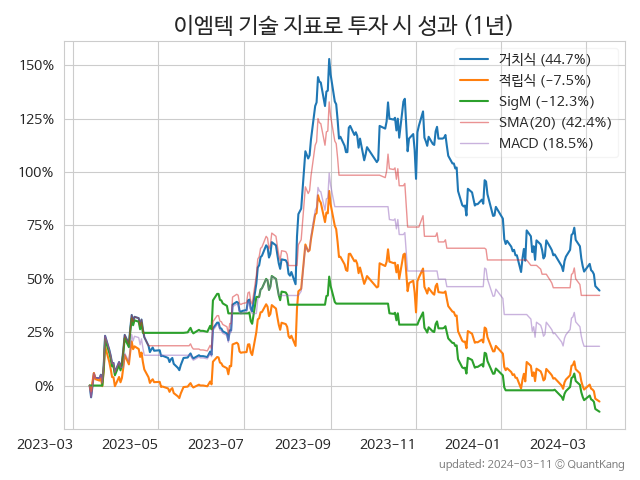 이엠텍 기술 지표로 투자 시 성과 (1년)
거치식 (44.7%)
적립식 (−7.5%)
SigM (−12.3%)
SMA(20) (42.4%)
MACD (18.5%)
150%
125%
100%
75%
50%
25%
0%
2023-03 2023-05 2023-07 2023-09 2023-11 2024-01 2024-03
updated: 2024-03-11 © QuantKang